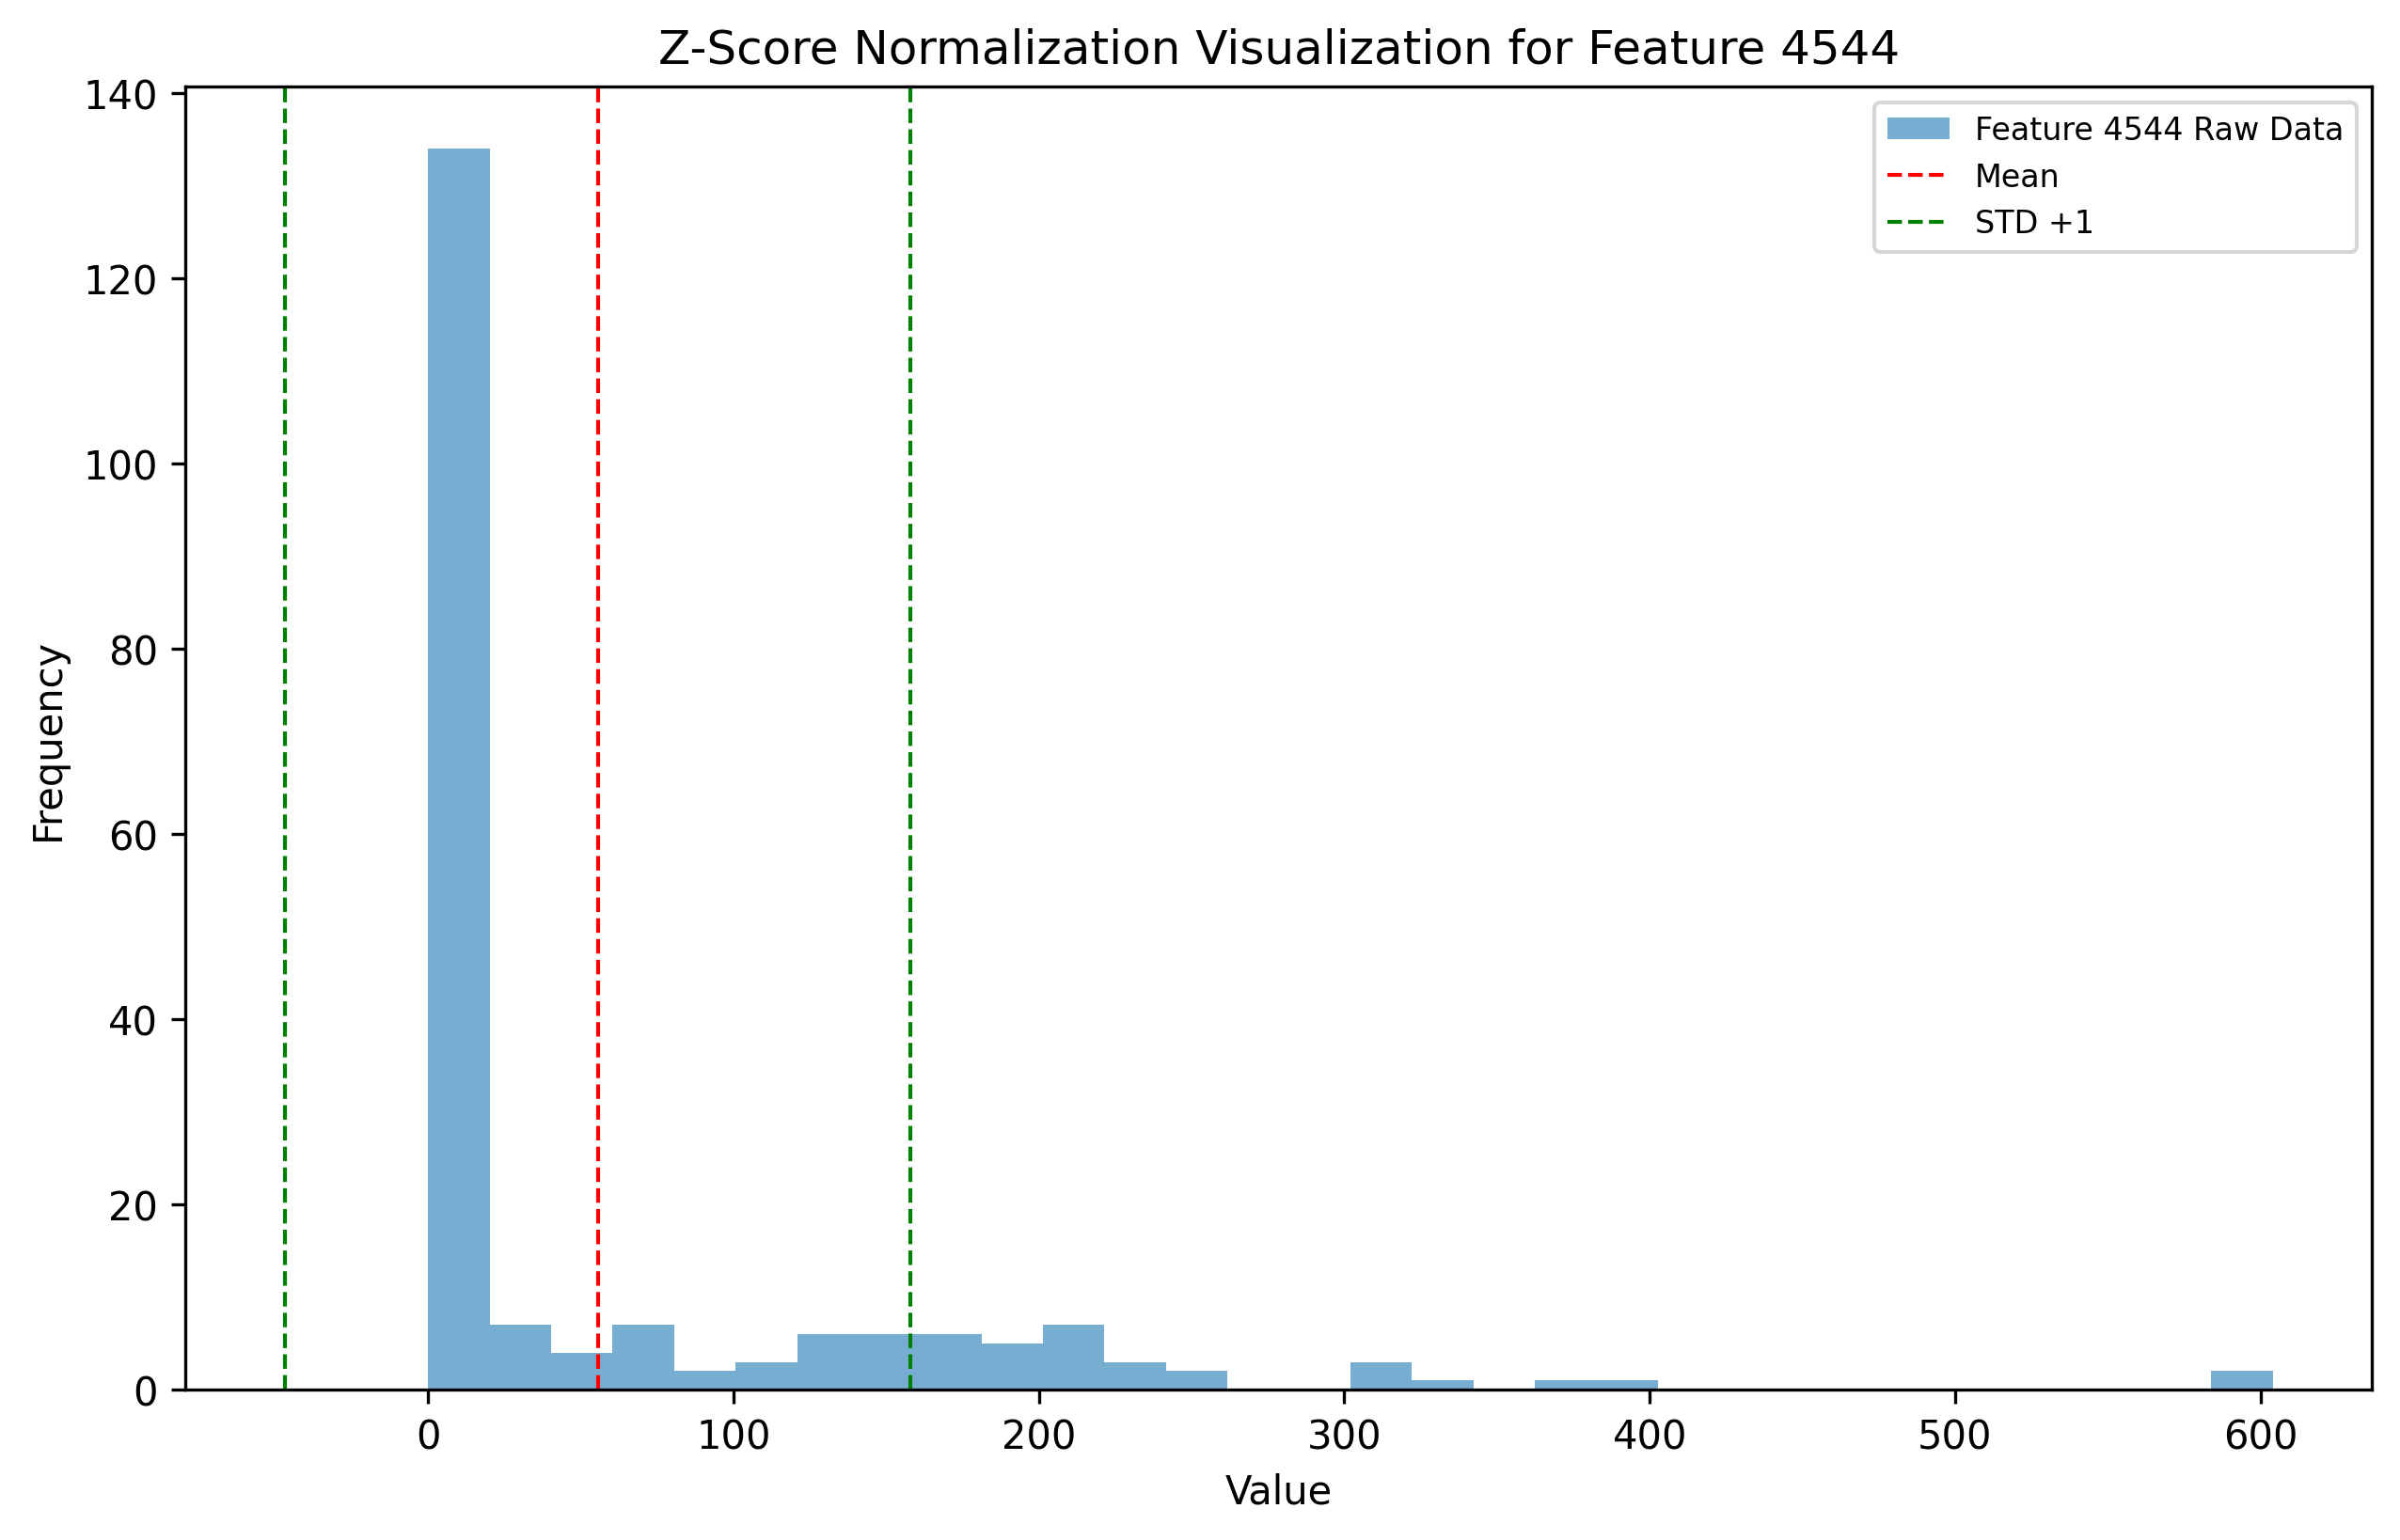 Z-Score Normalization Visualization for Feature 4544
Feature 4544 Raw Data
Mean
STD +1
140
120
100
80
60
40
20
0
Frequency
0 100 200 300 400 500 600
Value